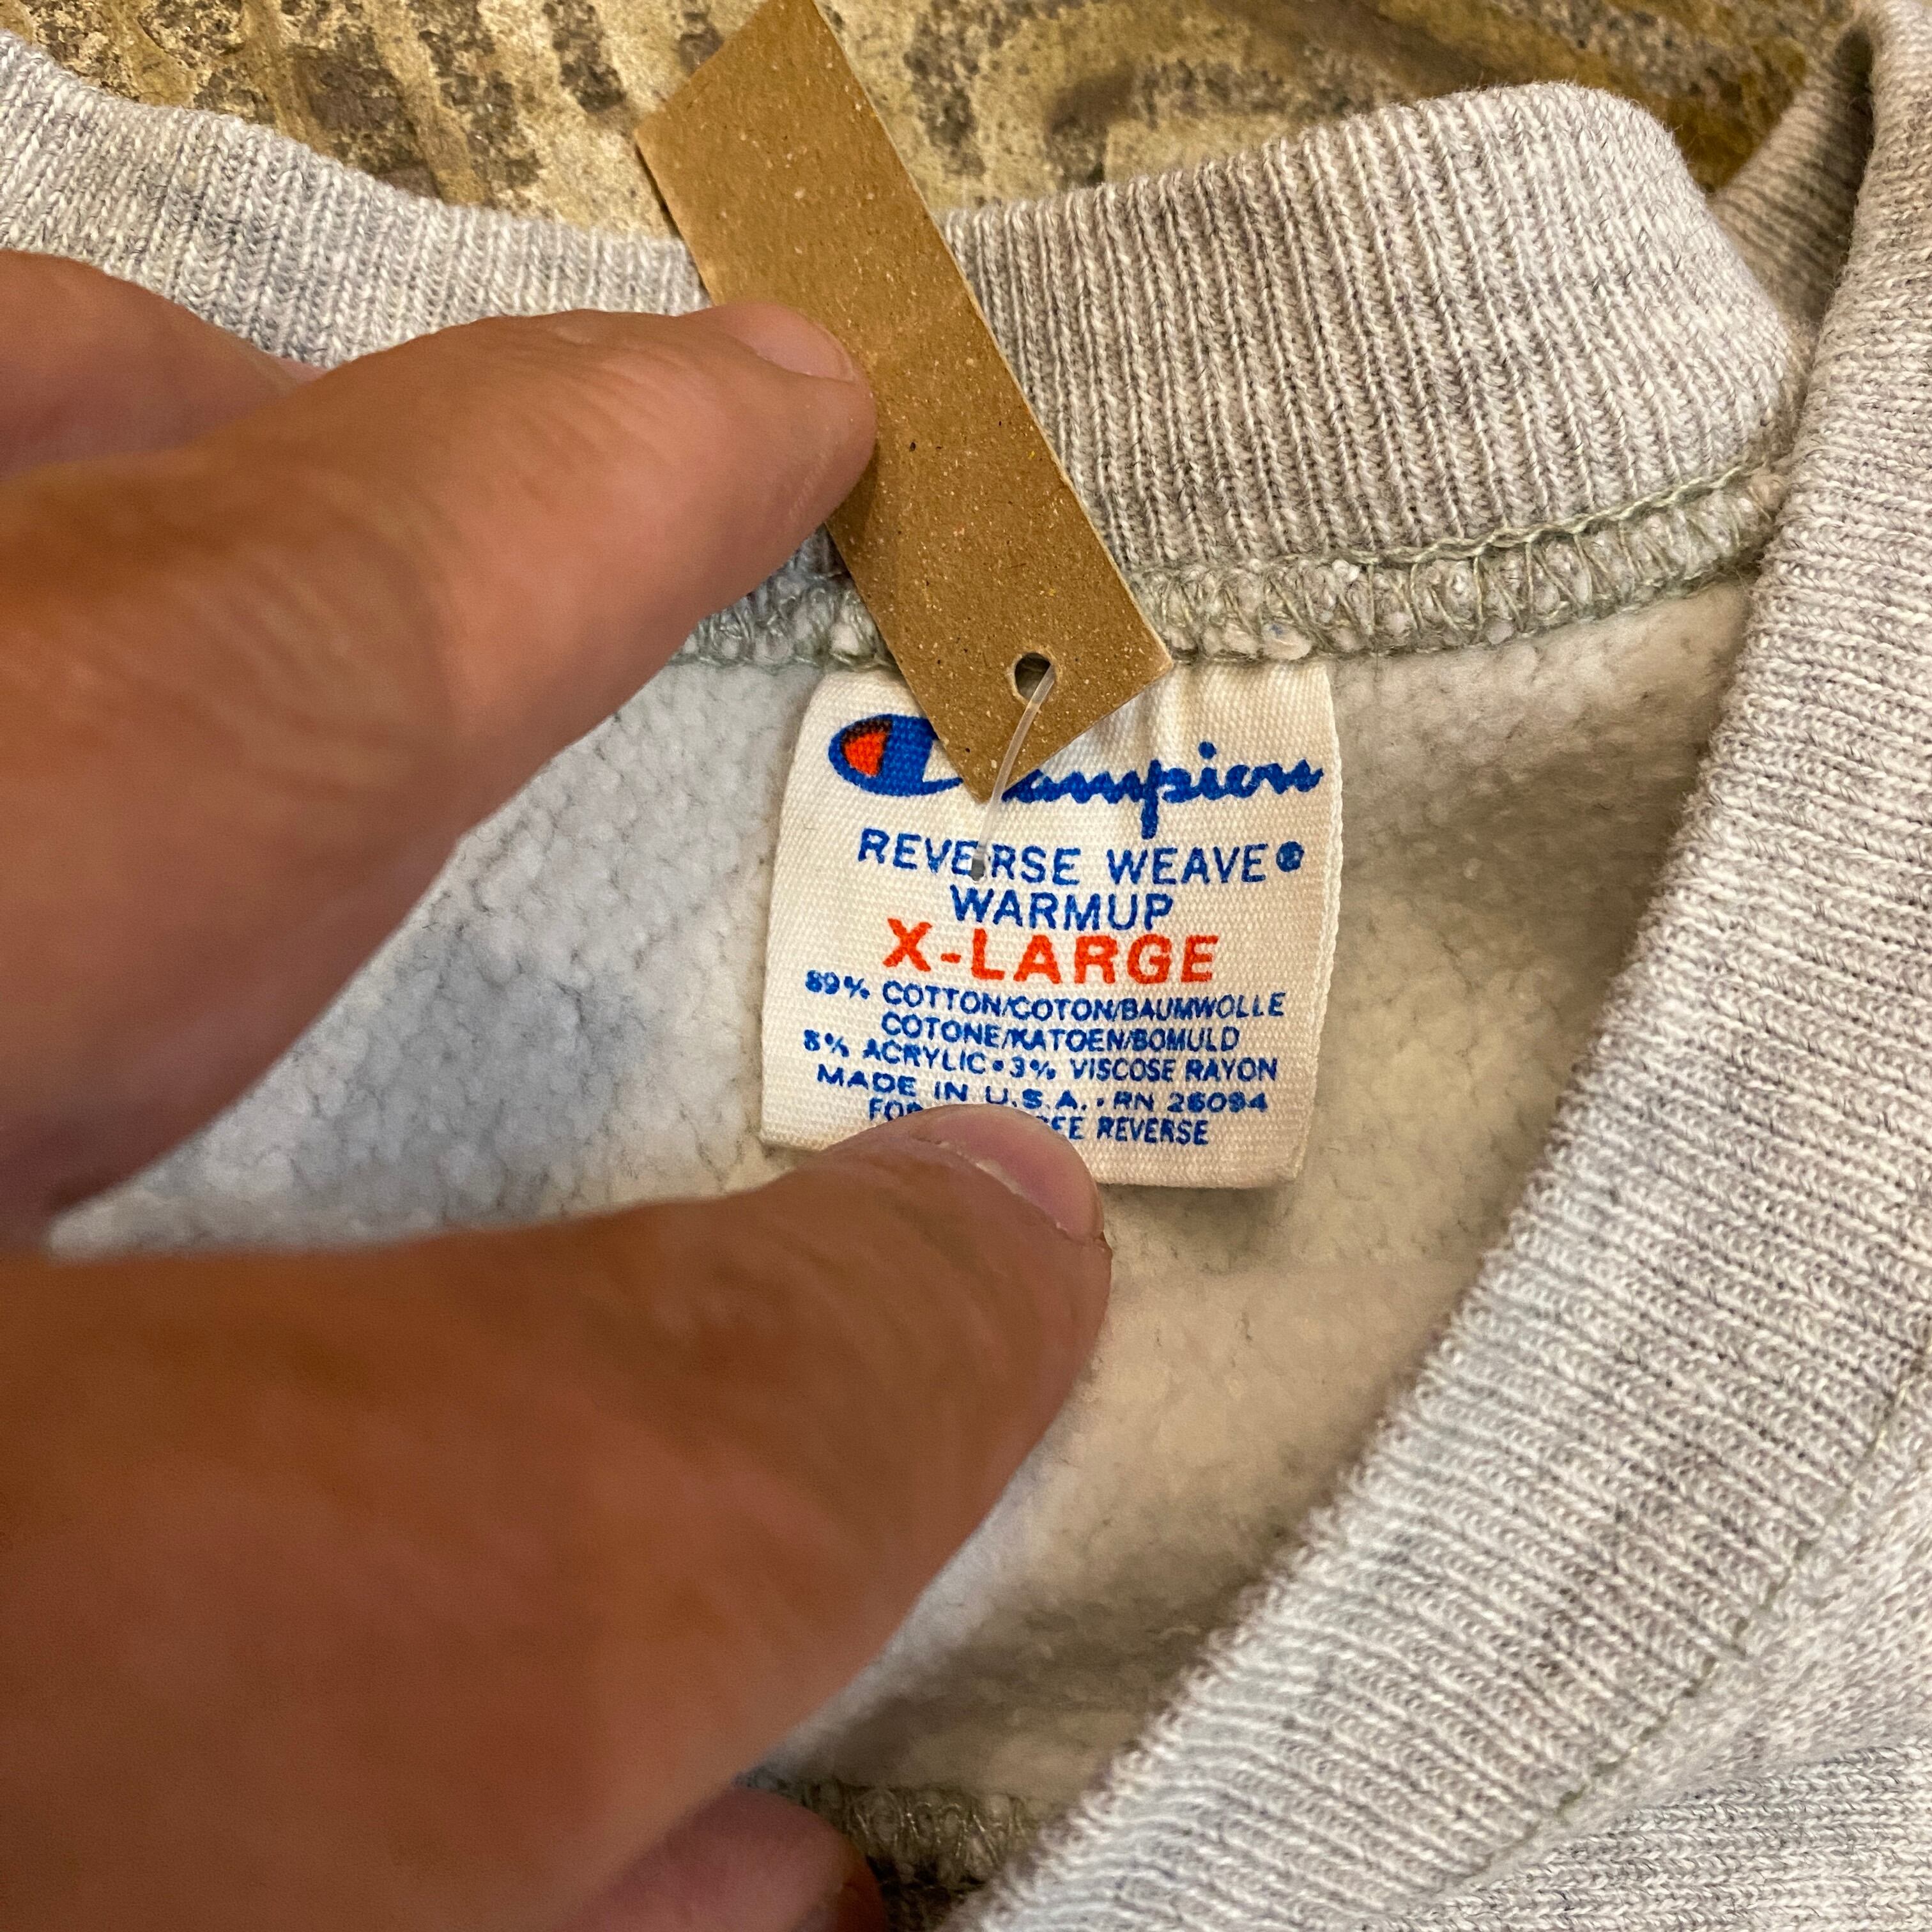 Champion
REVERSE WEAVE®
WARMUP
X-LARGE
89% COTTON/COTON/BAUMWOLLE
COTONE/KATOEN/BOMULD
8% ACRYLIC•3% VISCOSE RAYON
MADE IN U.S.A.•RN 26094
REVERSE